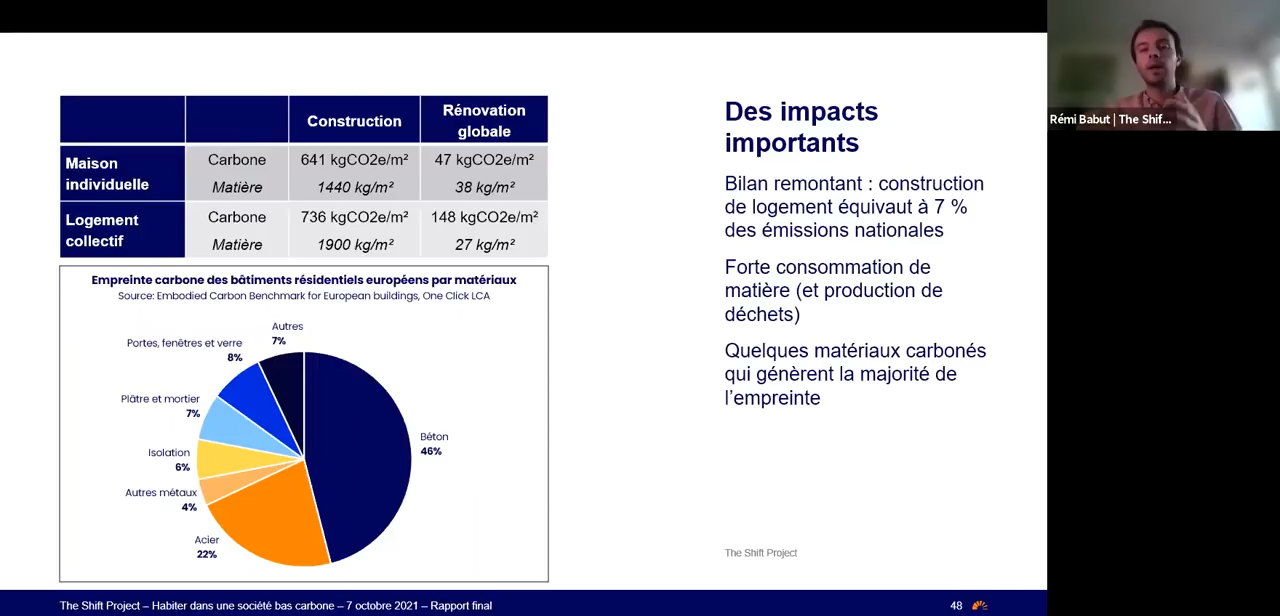 Construction
Rénovation
globale
Maison
individuelle
Carbone
641 kgCO2e/m²
47 kgCO2e/m²
Matière
1440 kg/m²
38 kg/m²
Logement
collectif
Carbone
736 kgCO2e/m²
148 kgCO2e/m²
Matière
1900 kg/m²
27 kg/m²
Empreinte carbone des bâtiments résidentiels européens par matériaux
Source: Embodied Carbon Benchmark for European buildings, One Click LCA
Autres
7%
Portes, fenêtres et verre
8%
Plâtre et mortier
7%
Béton
46%
Isolation
6%
Autres métaux
4%
Acier
22%
Des impacts
importants
Bilan remontant : construction
de logement équivaut à 7 %
des émissions nationales
Forte consommation de
matière (et production de
déchets)
Quelques matériaux carbonés
qui génèrent la majorité de
l’empreinte
The Shift Project
The Shift Project – Habiter dans une société bas carbone – 7 octobre 2021 – Rapport final
48
Rémi Babut | The Shif...